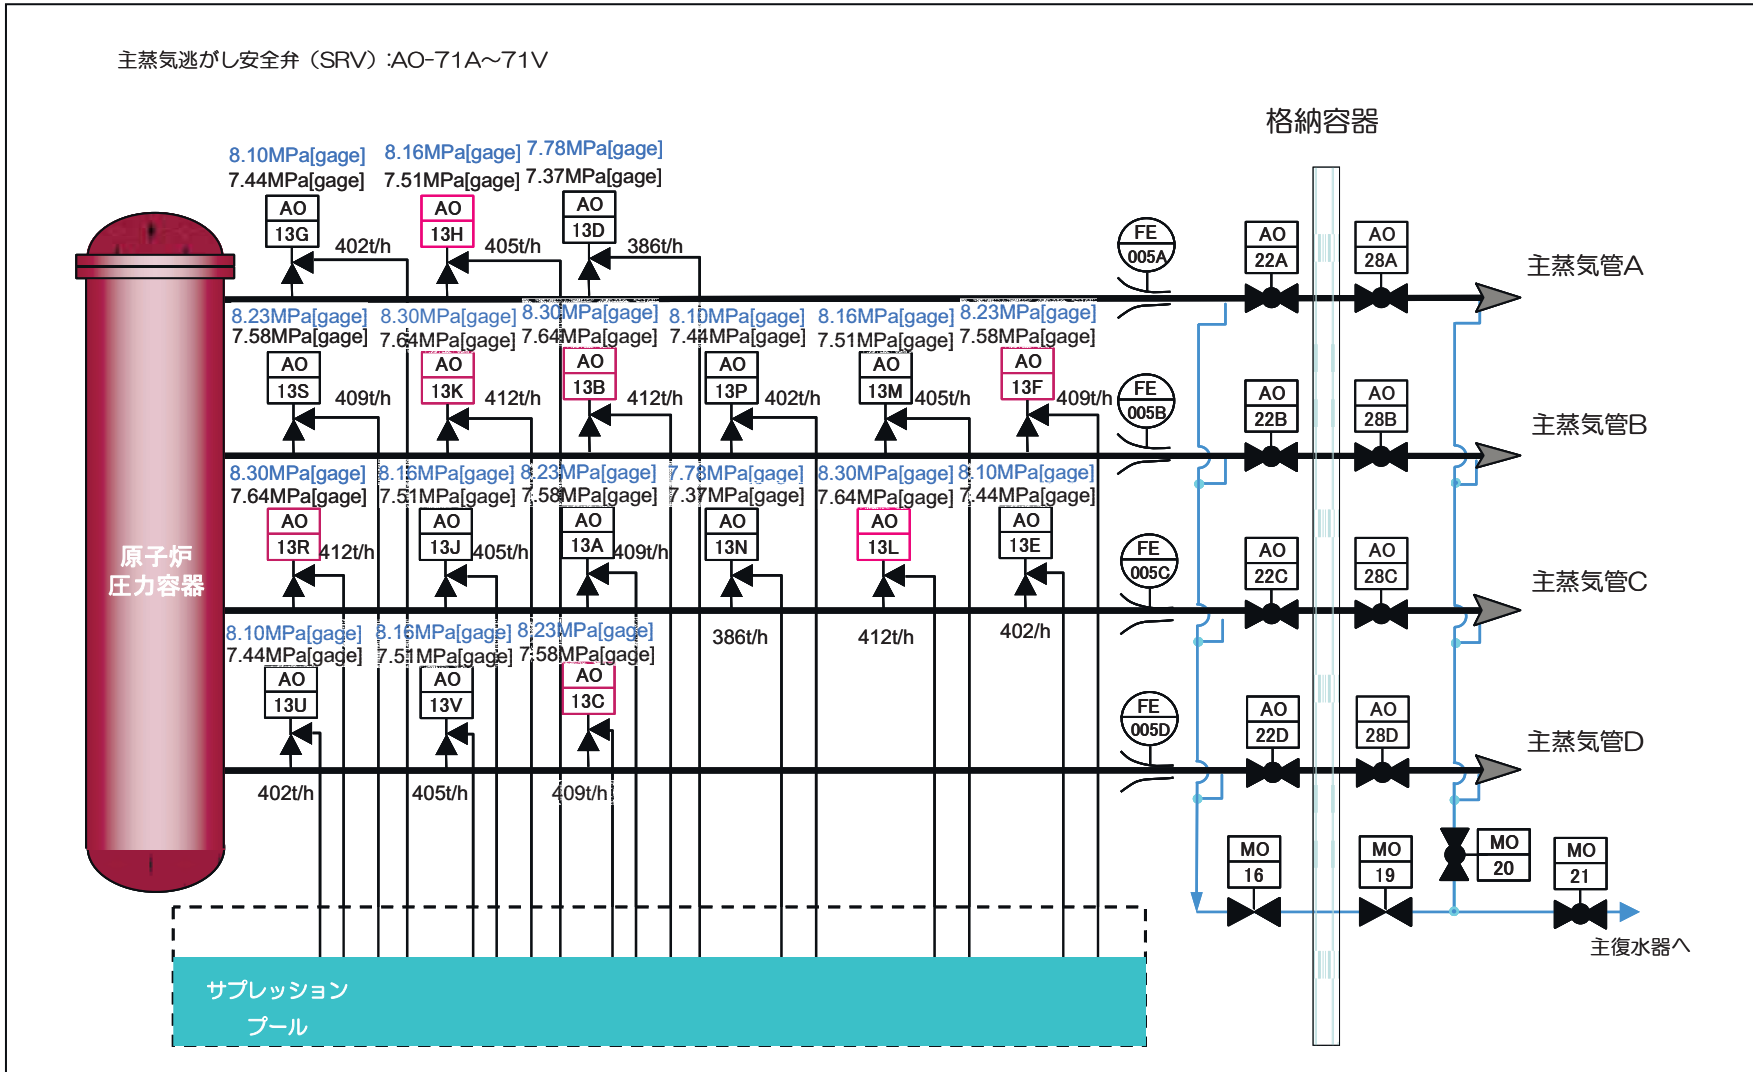 主蒸気逃がし安全弁（SRV）:AO-71A～71V
格納容器
8.10MPa[gage] 8.16MPa[gage] 7.78MPa[gage]
7.44MPa[gage] 7.51MPa[gage] 7.37MPa[gage]
AO 13G 402t/h
AO 13H 405t/h
AO 13D 386t/h
FE 005A
AO 22A
AO 28A
主蒸気管A
8.23MPa[gage] 8.30MPa[gage] 8.30MPa[gage] 8.10MPa[gage] 8.16MPa[gage] 8.23MPa[gage]
7.58MPa[gage] 7.64MPa[gage] 7.64MPa[gage] 7.44MPa[gage] 7.51MPa[gage] 7.58MPa[gage]
AO 13S 409t/h
AO 13K 412t/h
AO 13B 412t/h
AO 13P 402t/h
AO 13M 405t/h
AO 13F 409t/h
FE 005B
AO 22B
AO 28B
主蒸気管B
8.30MPa[gage] 8.16MPa[gage] 8.23MPa[gage] 7.78MPa[gage] 8.30MPa[gage] 8.10MPa[gage]
7.64MPa[gage] 7.51MPa[gage] 7.58MPa[gage] 7.37MPa[gage] 7.64MPa[gage] 7.44MPa[gage]
AO 13R 412t/h
AO 13J 405t/h
AO 13A 409t/h
AO 13N
AO 13L
AO 13E
FE 005C
AO 22C
AO 28C
主蒸気管C
原子炉
圧力容器
386t/h 412t/h 402/h
8.10MPa[gage] 8.16MPa[gage] 8.23MPa[gage]
7.44MPa[gage] 7.51MPa[gage] 7.58MPa[gage]
AO 13U
AO 13V
AO 13C
FE 005D
AO 22D
AO 28D
主蒸気管D
402t/h 405t/h 409t/h
MO 16
MO 19
MO 20
MO 21
主復水器へ
サプレッション
プール